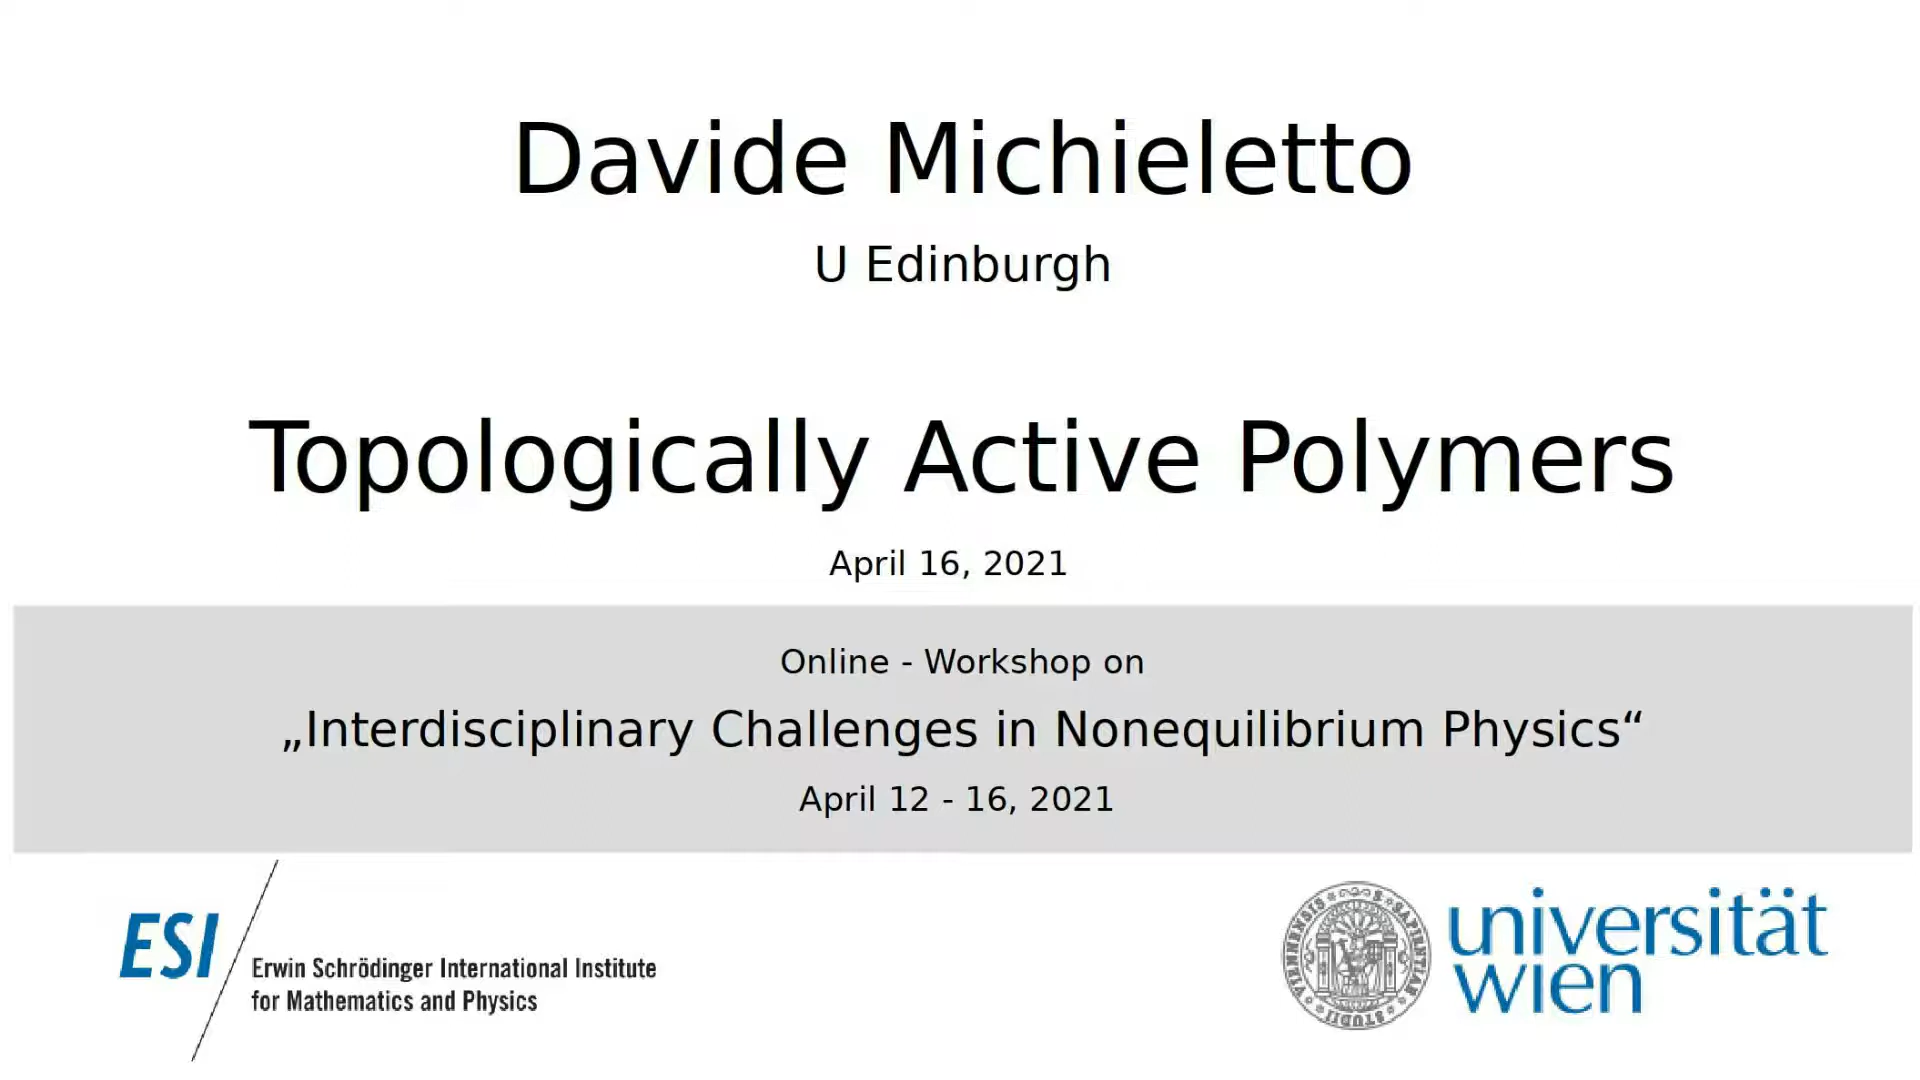 Davide Michieletto
U Edinburgh
Topologically Active Polymers
April 16, 2021
Online - Workshop on
„Interdisciplinary Challenges in Nonequilibrium Physics“
April 12 - 16, 2021
ESI
Erwin Schrödinger International Institute
for Mathematics and Physics
universität
wien